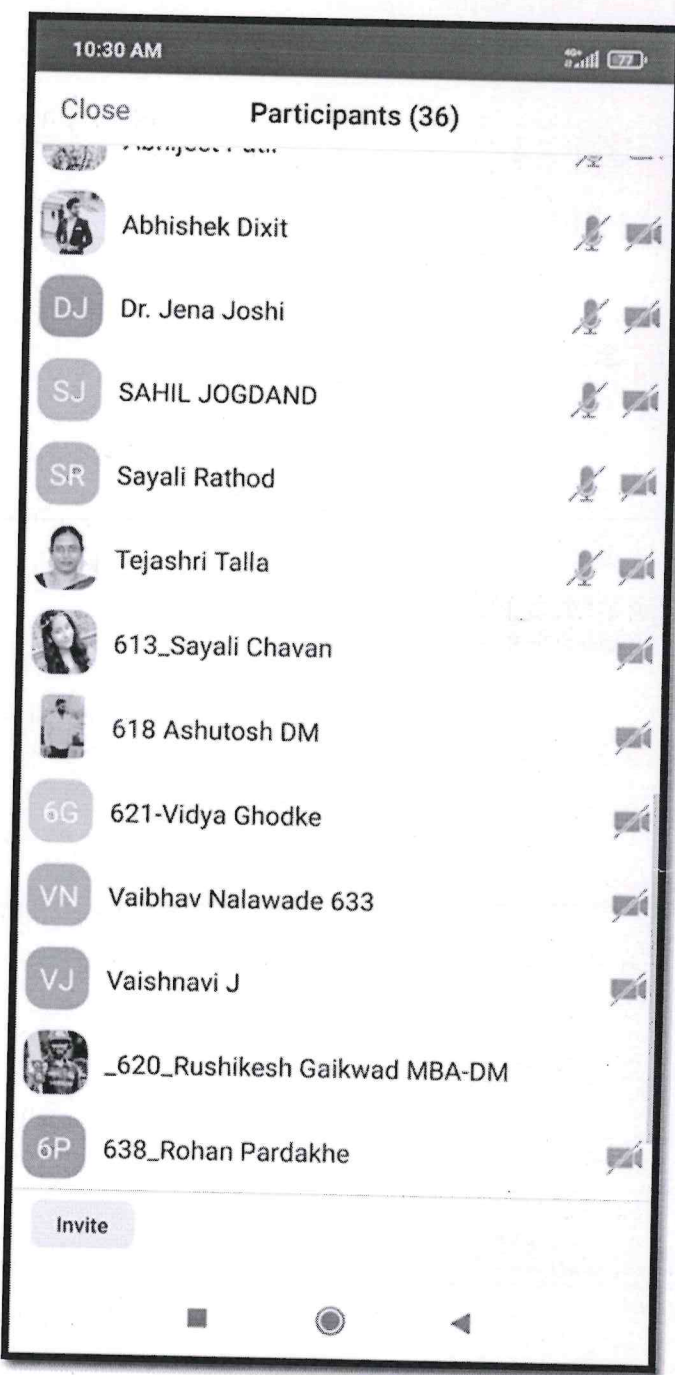 10:30 AM 4G+ 77
Close Participants (36)
Abhishek Dixit
DJ Dr. Jena Joshi
SJ SAHIL JOGDAND
SR Sayali Rathod
Tejashri Talla
613_Sayali Chavan
618 Ashutosh DM
6G 621-Vidya Ghodke
VN Vaibhav Nalawade 633
VJ Vaishnavi J
_620_Rushikesh Gaikwad MBA-DM
6P 638_Rohan Pardakhe
Invite